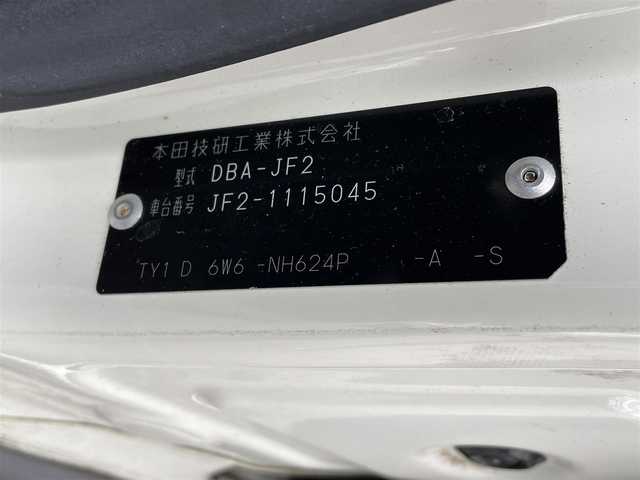 本田技研工業株式会社
型式 DBA-JF2
車台番号 JF2-1115045
TY1 D 6W6 -NH624P -A -S